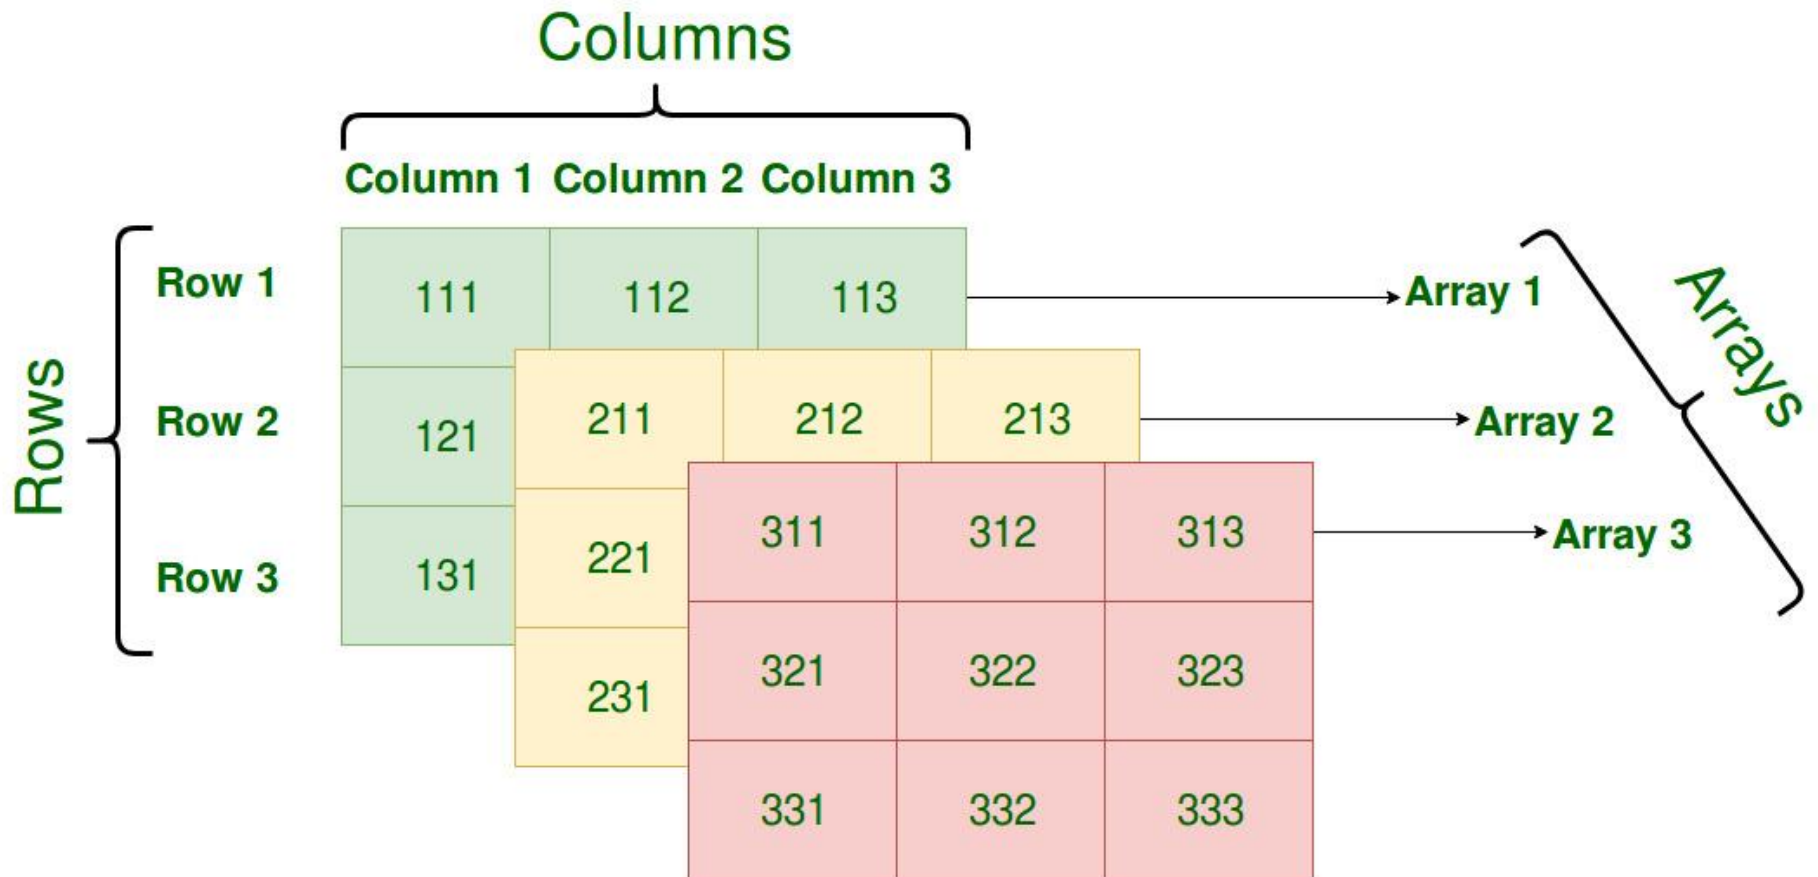 Columns
Column 1 Column 2 Column 3
Rows
Row 1
111 112 113
Array 1
Arrays
Row 2
121
211 212 213
Array 2
Row 3
131
221
311 312 313
Array 3
231
321 322 323
331 332 333